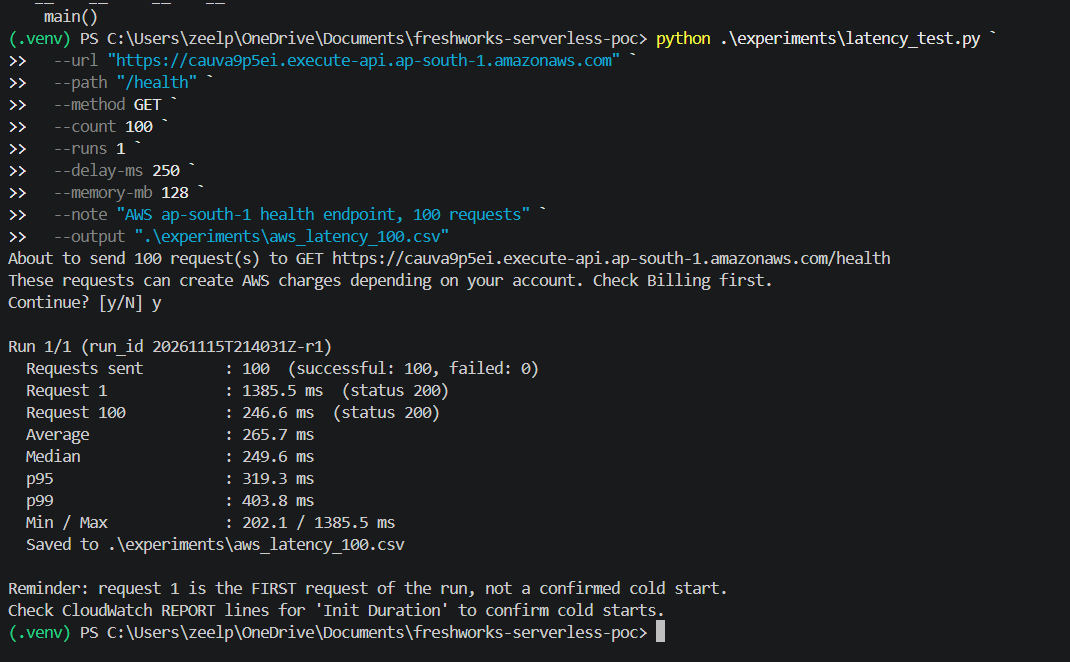 main()
(.venv) PS C:\Users\zeelp\OneDrive\Documents\freshworks-serverless-poc> python .\experiments\latency_test.py `
>>   --url "https://cauva9p5ei.execute-api.ap-south-1.amazonaws.com" `
>>   --path "/health" `
>>   --method GET `
>>   --count 100 `
>>   --runs 1 `
>>   --delay-ms 250 `
>>   --memory-mb 128 `
>>   --note "AWS ap-south-1 health endpoint, 100 requests" `
>>   --output ".\experiments\aws_latency_100.csv"
About to send 100 request(s) to GET https://cauva9p5ei.execute-api.ap-south-1.amazonaws.com/health
These requests can create AWS charges depending on your account. Check Billing first.
Continue? [y/N] y
Run 1/1 (run_id 20261115T214031Z-r1)
  Requests sent         : 100  (successful: 100, failed: 0)
  Request 1             : 1385.5 ms  (status 200)
  Request 100           : 246.6 ms  (status 200)
  Average               : 265.7 ms
  Median                : 249.6 ms
  p95                   : 319.3 ms
  p99                   : 403.8 ms
  Min / Max             : 202.1 / 1385.5 ms
  Saved to .\experiments\aws_latency_100.csv
Reminder: request 1 is the FIRST request of the run, not a confirmed cold start.
Check CloudWatch REPORT lines for 'Init Duration' to confirm cold starts.
(.venv) PS C:\Users\zeelp\OneDrive\Documents\freshworks-serverless-poc>